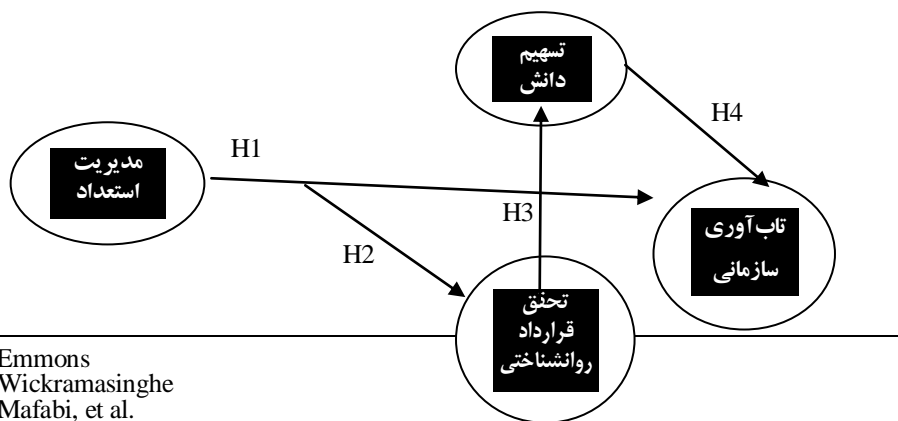 تسهیم
دانش
H4
H1
مدیریت
استعداد
H3
تاب‌آوری
سازمانی
H2
تحقق
قرارداد
روانشناختی
Emmons
Wickramasinghe
Mafabi, et al.